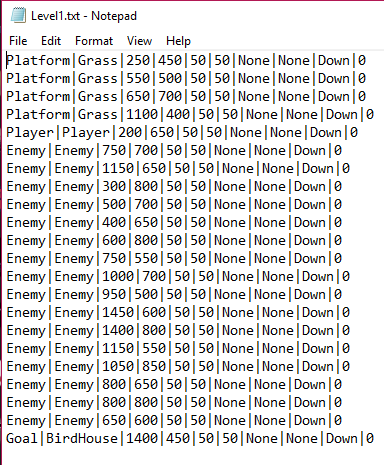 Level1.txt - Notepad
File Edit Format View Help
Platform|Grass|250|450|50|50|None|None|Down|0
Platform|Grass|550|500|50|50|None|None|Down|0
Platform|Grass|650|700|50|50|None|None|Down|0
Platform|Grass|1100|400|50|50|None|None|Down|0
Player|Player|200|650|50|50|None|None|Down|0
Enemy|Enemy|750|700|50|50|None|None|Down|0
Enemy|Enemy|1150|650|50|50|None|None|Down|0
Enemy|Enemy|300|800|50|50|None|None|Down|0
Enemy|Enemy|500|700|50|50|None|None|Down|0
Enemy|Enemy|400|650|50|50|None|None|Down|0
Enemy|Enemy|600|800|50|50|None|None|Down|0
Enemy|Enemy|750|550|50|50|None|None|Down|0
Enemy|Enemy|1000|700|50|50|None|None|Down|0
Enemy|Enemy|950|500|50|50|None|None|Down|0
Enemy|Enemy|1450|600|50|50|None|None|Down|0
Enemy|Enemy|1400|800|50|50|None|None|Down|0
Enemy|Enemy|1150|550|50|50|None|None|Down|0
Enemy|Enemy|1050|850|50|50|None|None|Down|0
Enemy|Enemy|800|650|50|50|None|None|Down|0
Enemy|Enemy|800|800|50|50|None|None|Down|0
Enemy|Enemy|650|600|50|50|None|None|Down|0
Goal|BirdHouse|1400|450|50|50|None|None|Down|0